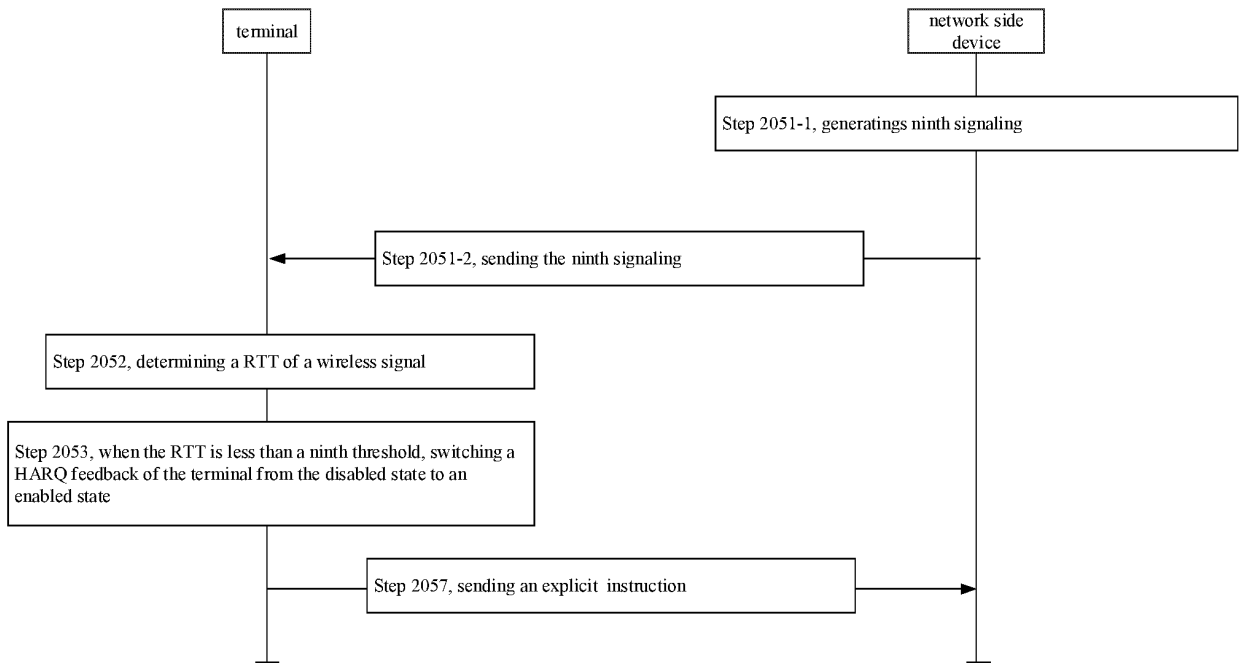 terminal
network side
device
Step 2051-1, generatings ninth signaling
Step 2051-2, sending the ninth signaling
Step 2052, determining a RTT of a wireless signal
Step 2053, when the RTT is less than a ninth threshold, switching a
HARQ feedback of the terminal from the disabled state to an
enabled state
Step 2057, sending an explicit instruction